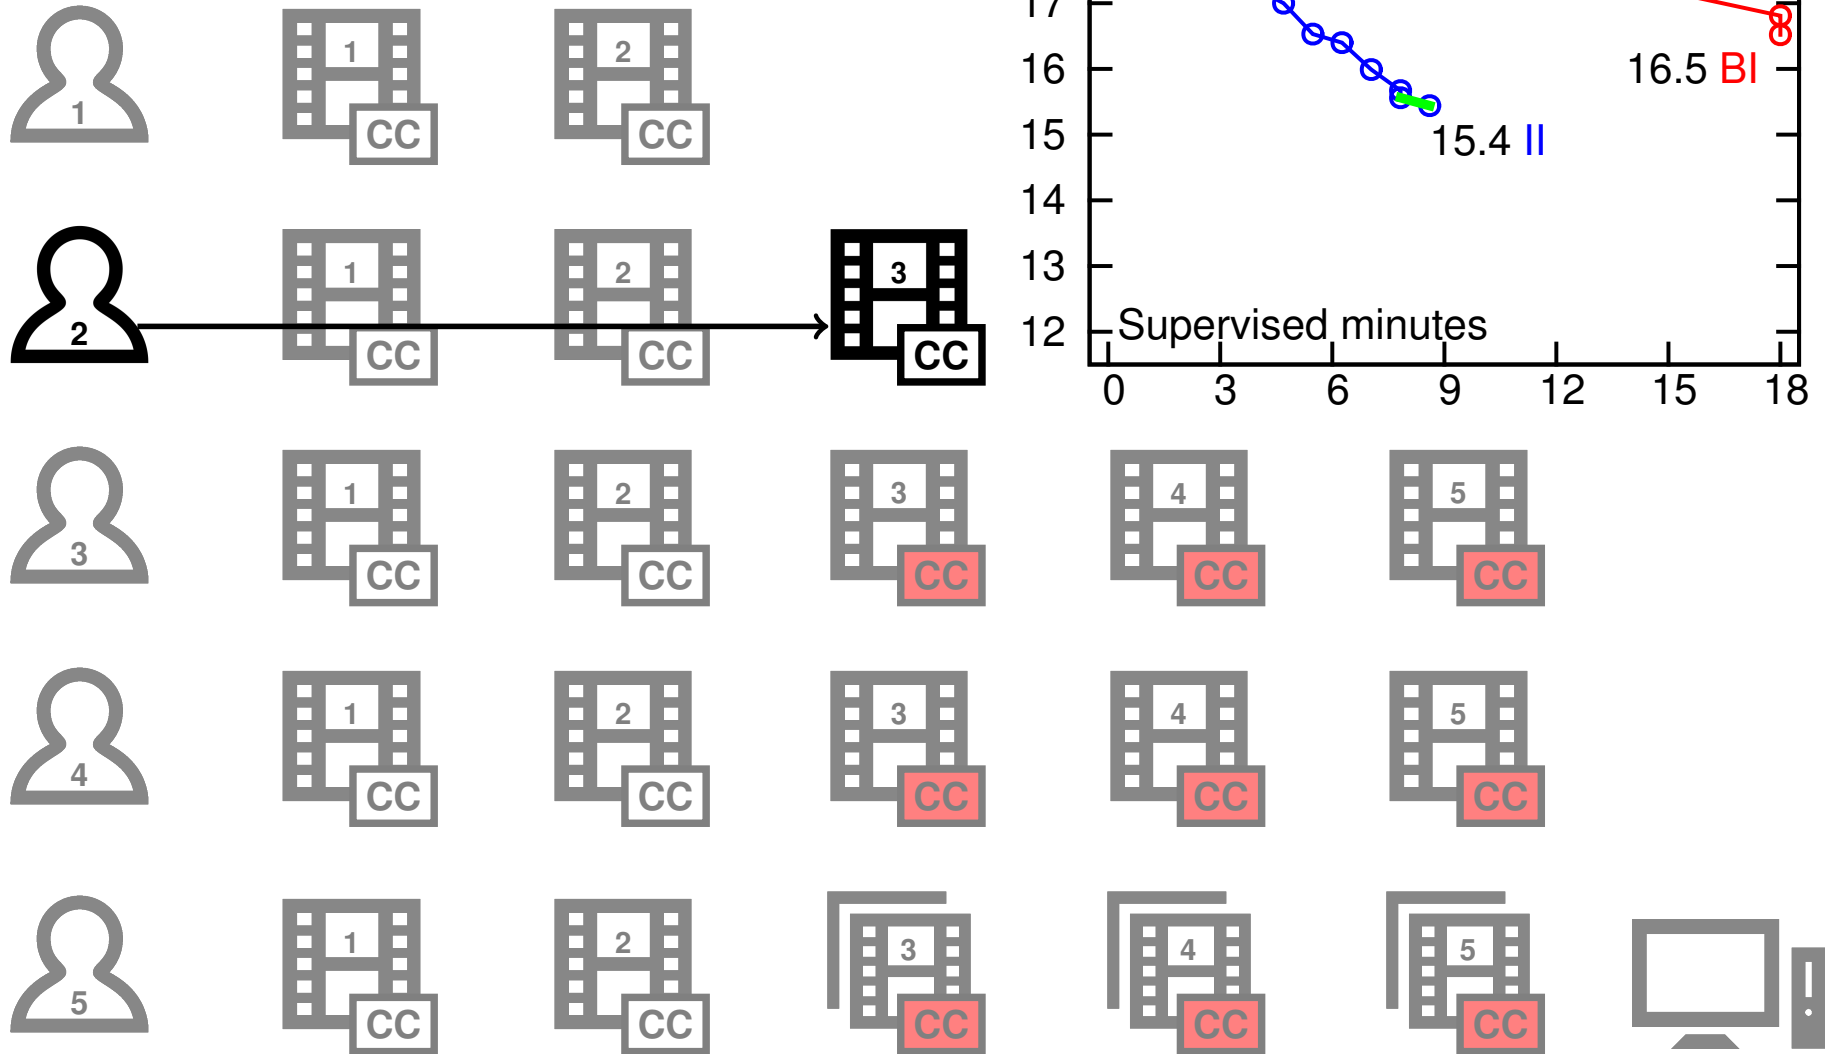 1 1 CC 2 CC
2 1 CC 2 CC 3 CC
3 1 CC 2 CC 3 CC 4 CC 5 CC
4 1 CC 2 CC 3 CC 4 CC 5 CC
5 1 CC 2 CC 3 CC 4 CC 5 CC
17
16
15
14
13
12
16.5 BI
15.4 II
Supervised minutes
0 3 6 9 12 15 18